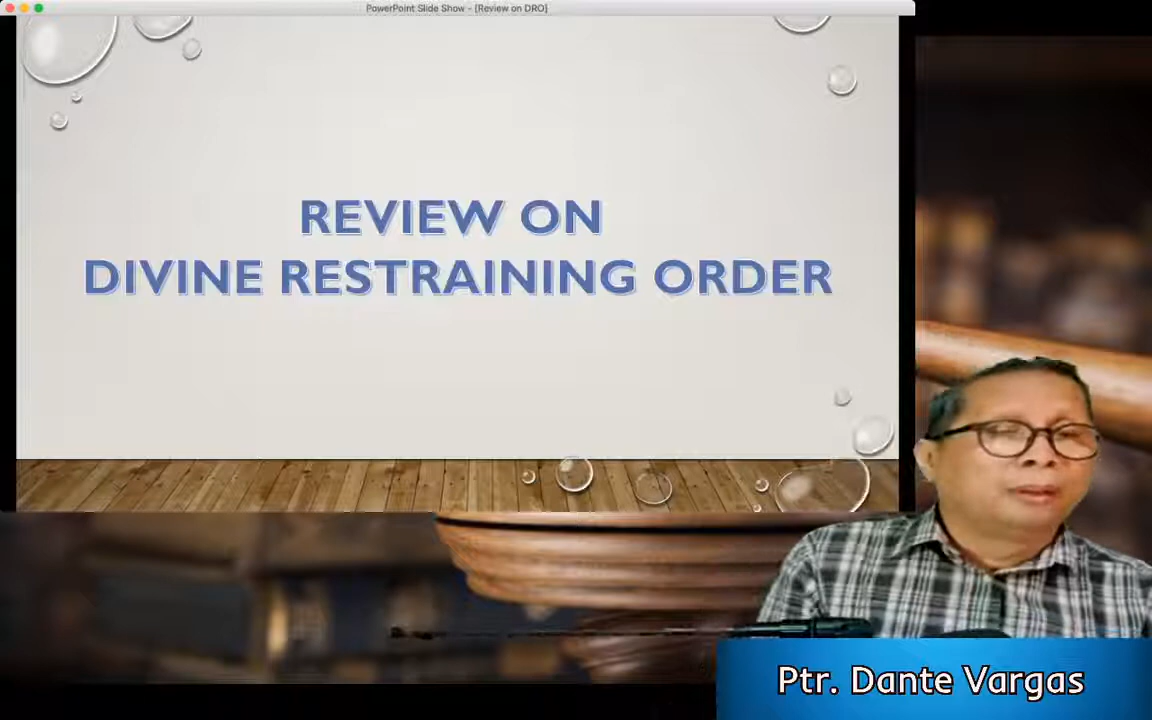 PowerPoint Slide Show - [Review on DRO]
REVIEW ON
DIVINE RESTRAINING ORDER
Ptr. Dante Vargas